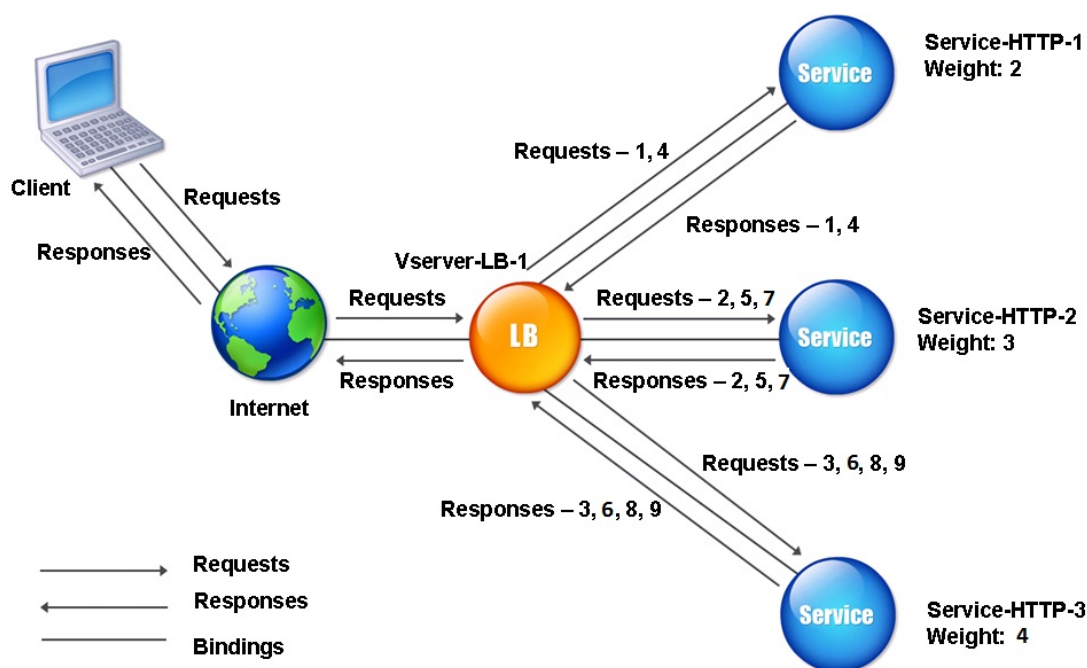 Service-HTTP-1
Weight: 2
Service
Requests – 1, 4
Client
Requests
Responses
Responses – 1, 4
Vserver-LB-1
Requests
Requests – 2, 5, 7
Service-HTTP-2
Weight: 3
LB
Service
Responses
Responses – 2, 5, 7
Internet
Requests – 3, 6, 8, 9
Responses – 3, 6, 8, 9
Requests
Responses
Bindings
Service
Service-HTTP-3
Weight: 4